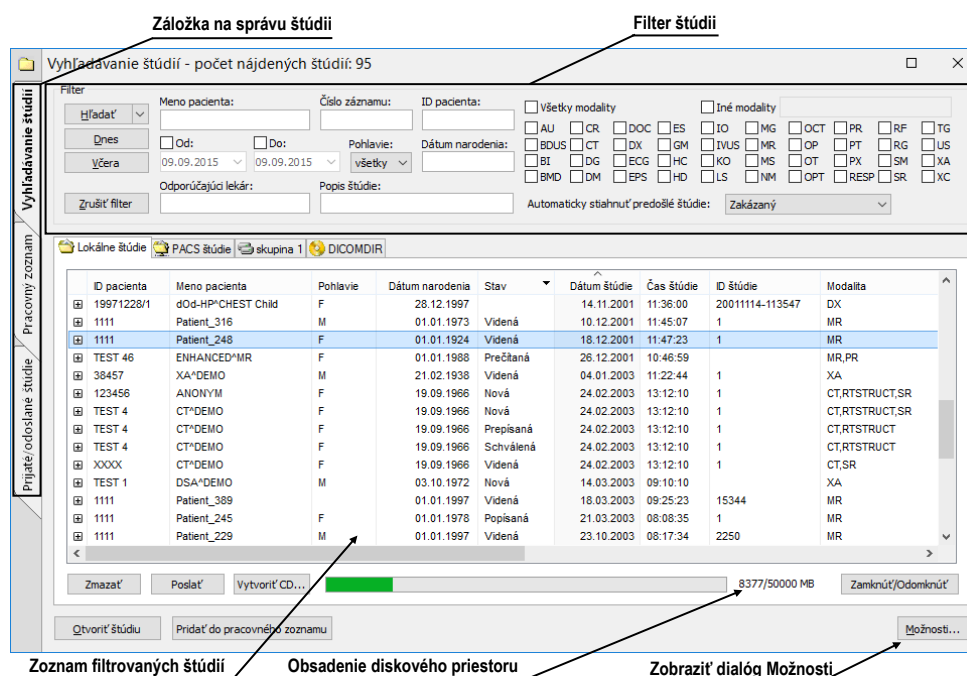 Záložka na správu štúdii
Filter štúdii
Vyhľadávanie štúdií - počet nájdených štúdií: 95
Vyhľadávanie štúdií
Pracovný zoznam
Prijaté/odoslané štúdie
Filter
Hľadať
Dnes
Včera
Zrušiť filter
Meno pacienta: Číslo záznamu: ID pacienta:
Od: Do: Pohlavie: Dátum narodenia:
09.09.2015 09.09.2015 všetky
Odporúčajúci lekár: Popis štúdie:
Všetky modality Iné modality
AU CR DOC ES IO MG OCT PR RF TG
BDUS CT DX GM IVUS MR OP PT RG US
BI DG ECG HC KO MS OT PX SM XA
BMD DM EPS HD LS NM OPT RESP SR XC
Automaticky stiahnuť predošlé štúdie: Zakázaný
Lokálne štúdie PACS štúdie skupina 1 DICOMDIR
ID pacienta Meno pacienta Pohlavie Dátum narodenia Stav Dátum štúdie Čas štúdie ID štúdie Modalita
19971228/1 dOd-HP^CHEST Child F 28.12.1997 14.11.2001 11:36:00 20011114-113547 DX
1111 Patient_316 M 01.01.1973 Videná 10.12.2001 11:45:07 1 MR
1111 Patient_248 F 01.01.1924 Videná 18.12.2001 11:47:23 1 MR
TEST 46 ENHANCED^MR F 01.01.1988 Prečítaná 26.12.2001 10:46:59 MR,PR
38457 XA^DEMO M 21.02.1938 Videná 04.01.2003 11:22:44 1 XA
123456 ANONYM F 19.09.1966 Nová 24.02.2003 13:12:10 1 CT,RTSTRUCT,SR
TEST 4 CT^DEMO F 19.09.1966 Nová 24.02.2003 13:12:10 1 CT,RTSTRUCT,SR
TEST 4 CT^DEMO F 19.09.1966 Prepísaná 24.02.2003 13:12:10 1 CT,RTSTRUCT
TEST 4 CT^DEMO F 19.09.1966 Schválená 24.02.2003 13:12:10 1 CT,RTSTRUCT
XXXX CT^DEMO F 19.09.1966 Videná 24.02.2003 13:12:10 1 CT,SR
TEST 1 DSA^DEMO M 03.10.1972 Nová 14.03.2003 09:10:10 XA
1111 Patient_389 01.01.1997 Videná 18.03.2003 09:25:23 15344 MR
1111 Patient_245 F 01.01.1978 Popísaná 21.03.2003 08:08:35 1 MR
1111 Patient_229 M 01.01.1997 Videná 23.10.2003 08:17:34 2250 MR
Zmazať Poslať Vytvoriť CD... 8377/50000 MB Zamknúť/Odomknúť
Otvoriť štúdiu Pridať do pracovného zoznamu Možnosti...
Zoznam filtrovaných štúdií Obsadenie diskového priestoru Zobraziť dialóg Možnosti